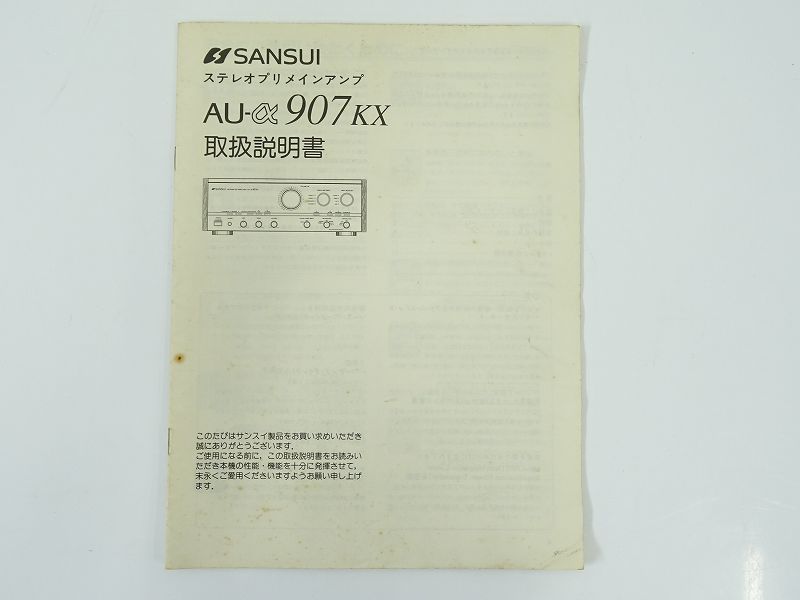 SANSUI
ステレオプリメインアンプ
AU-α907KX
取扱説明書
SANSUI
このたびはサンスイ製品をお買い求めいただき
誠にありがとうございます。
ご使用になる前に、この取扱説明書をお読みい
ただき本機の性能・機能を十分に発揮させて、
末永くご愛用くださいますようお願い申し上げ
ます。